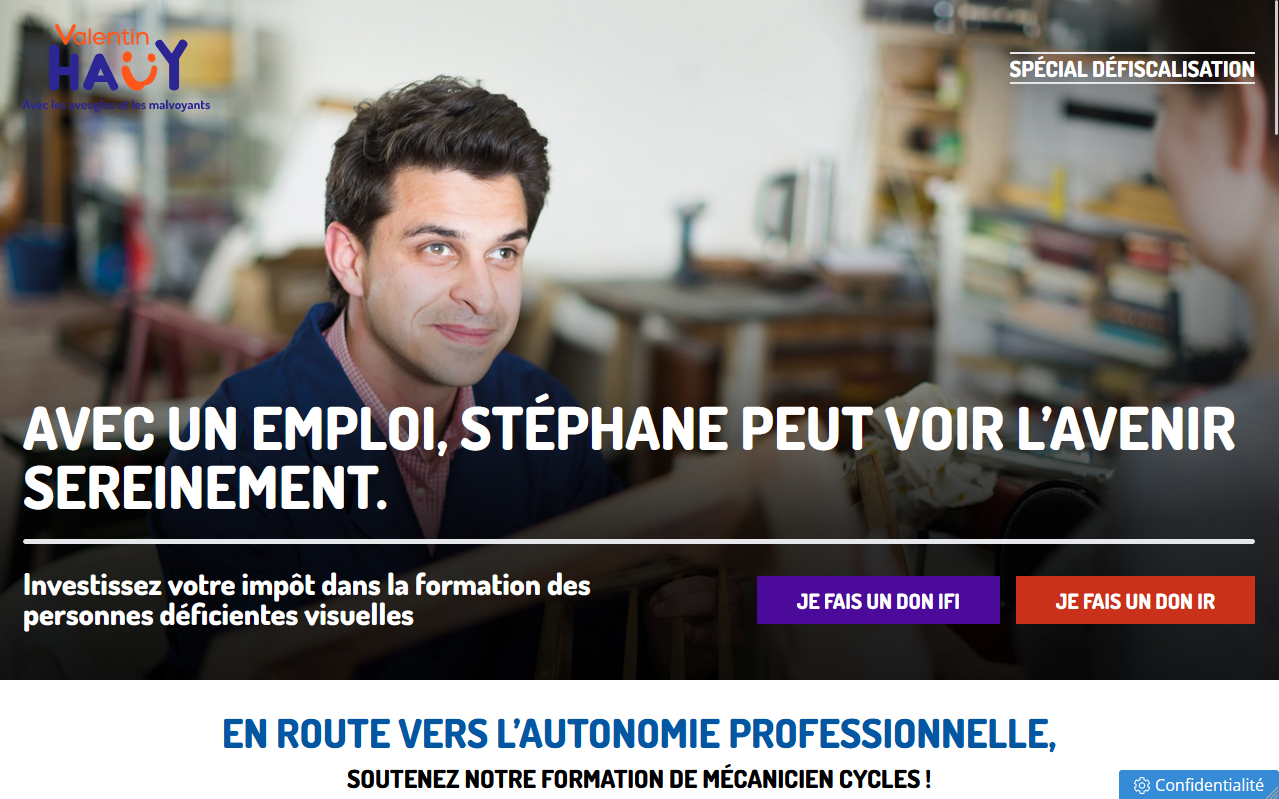 Valentin
HAÜY
Avec les aveugles et les malvoyants
SPÉCIAL DÉFISCALISATION
AVEC UN EMPLOI, STÉPHANE PEUT VOIR L’AVENIR
SEREINEMENT.
Investissez votre impôt dans la formation des
personnes déficientes visuelles
JE FAIS UN DON IFI
JE FAIS UN DON IR
EN ROUTE VERS L’AUTONOMIE PROFESSIONNELLE,
SOUTENEZ NOTRE FORMATION DE MÉCANICIEN CYCLES !
Confidentialité